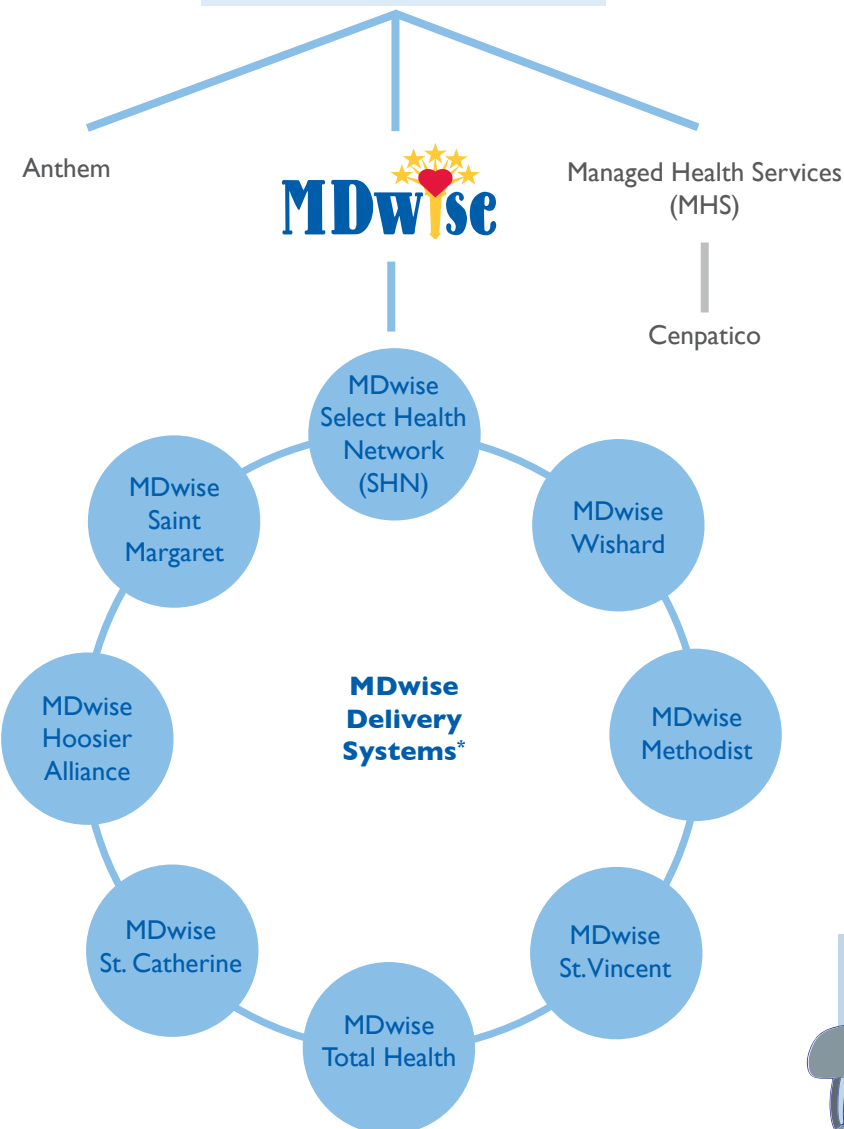 Anthem
MDwise
Managed Health Services
(MHS)
Cenpatico
MDwise
Select Health
Network
(SHN)
MDwise
Wishard
MDwise
Methodist
MDwise
St. Vincent
MDwise
Total Health
MDwise
St. Catherine
MDwise
Hoosier
Alliance
MDwise
Saint
Margaret
MDwise
Delivery
Systems*